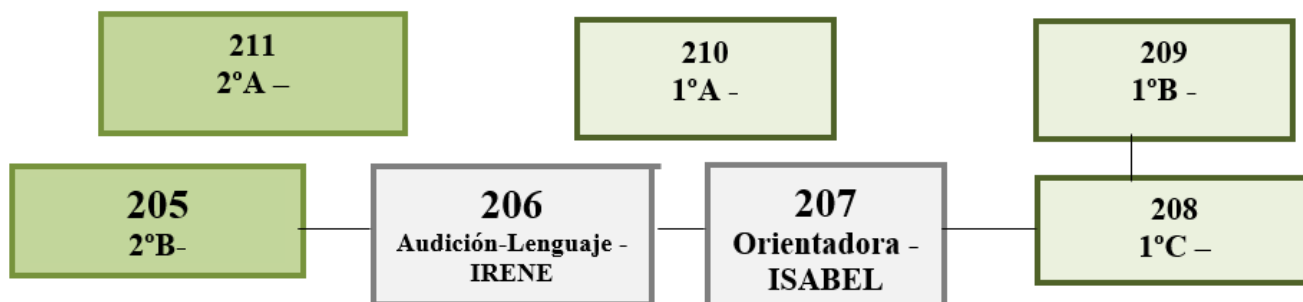 211
2ºA –
210
1ºA -
209
1ºB -
205
2ºB-
206
Audición-Lenguaje -
IRENE
207
Orientadora -
ISABEL
208
1ºC –